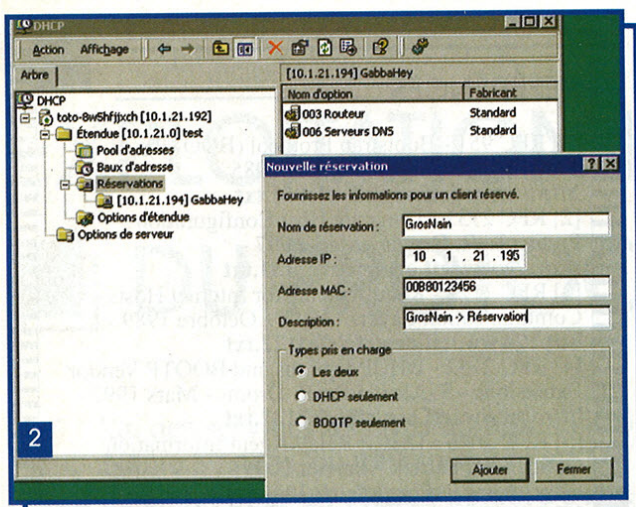 DHCP
Action Affichage
Arbre
[10.1.21.194] GabbaHey
DHCP
toto-8w5hfjjxch [10.1.21.192]
Étendue [10.1.21.0] test
Pool d'adresses
Baux d'adresse
Réservations
[10.1.21.194] GabbaHey
Options d'étendue
Options de serveur
Nom d'option Fabricant
003 Routeur Standard
006 Serveurs DNS Standard
Nouvelle réservation
Fournissez les informations pour un client réservé.
Nom de réservation : GrosNain
Adresse IP : 10 . 1 . 21 . 195
Adresse MAC : 00B80123456
Description : GrosNain -> Réservation
Types pris en charge
Les deux
DHCP seulement
BOOTP seulement
Ajouter Fermer
2